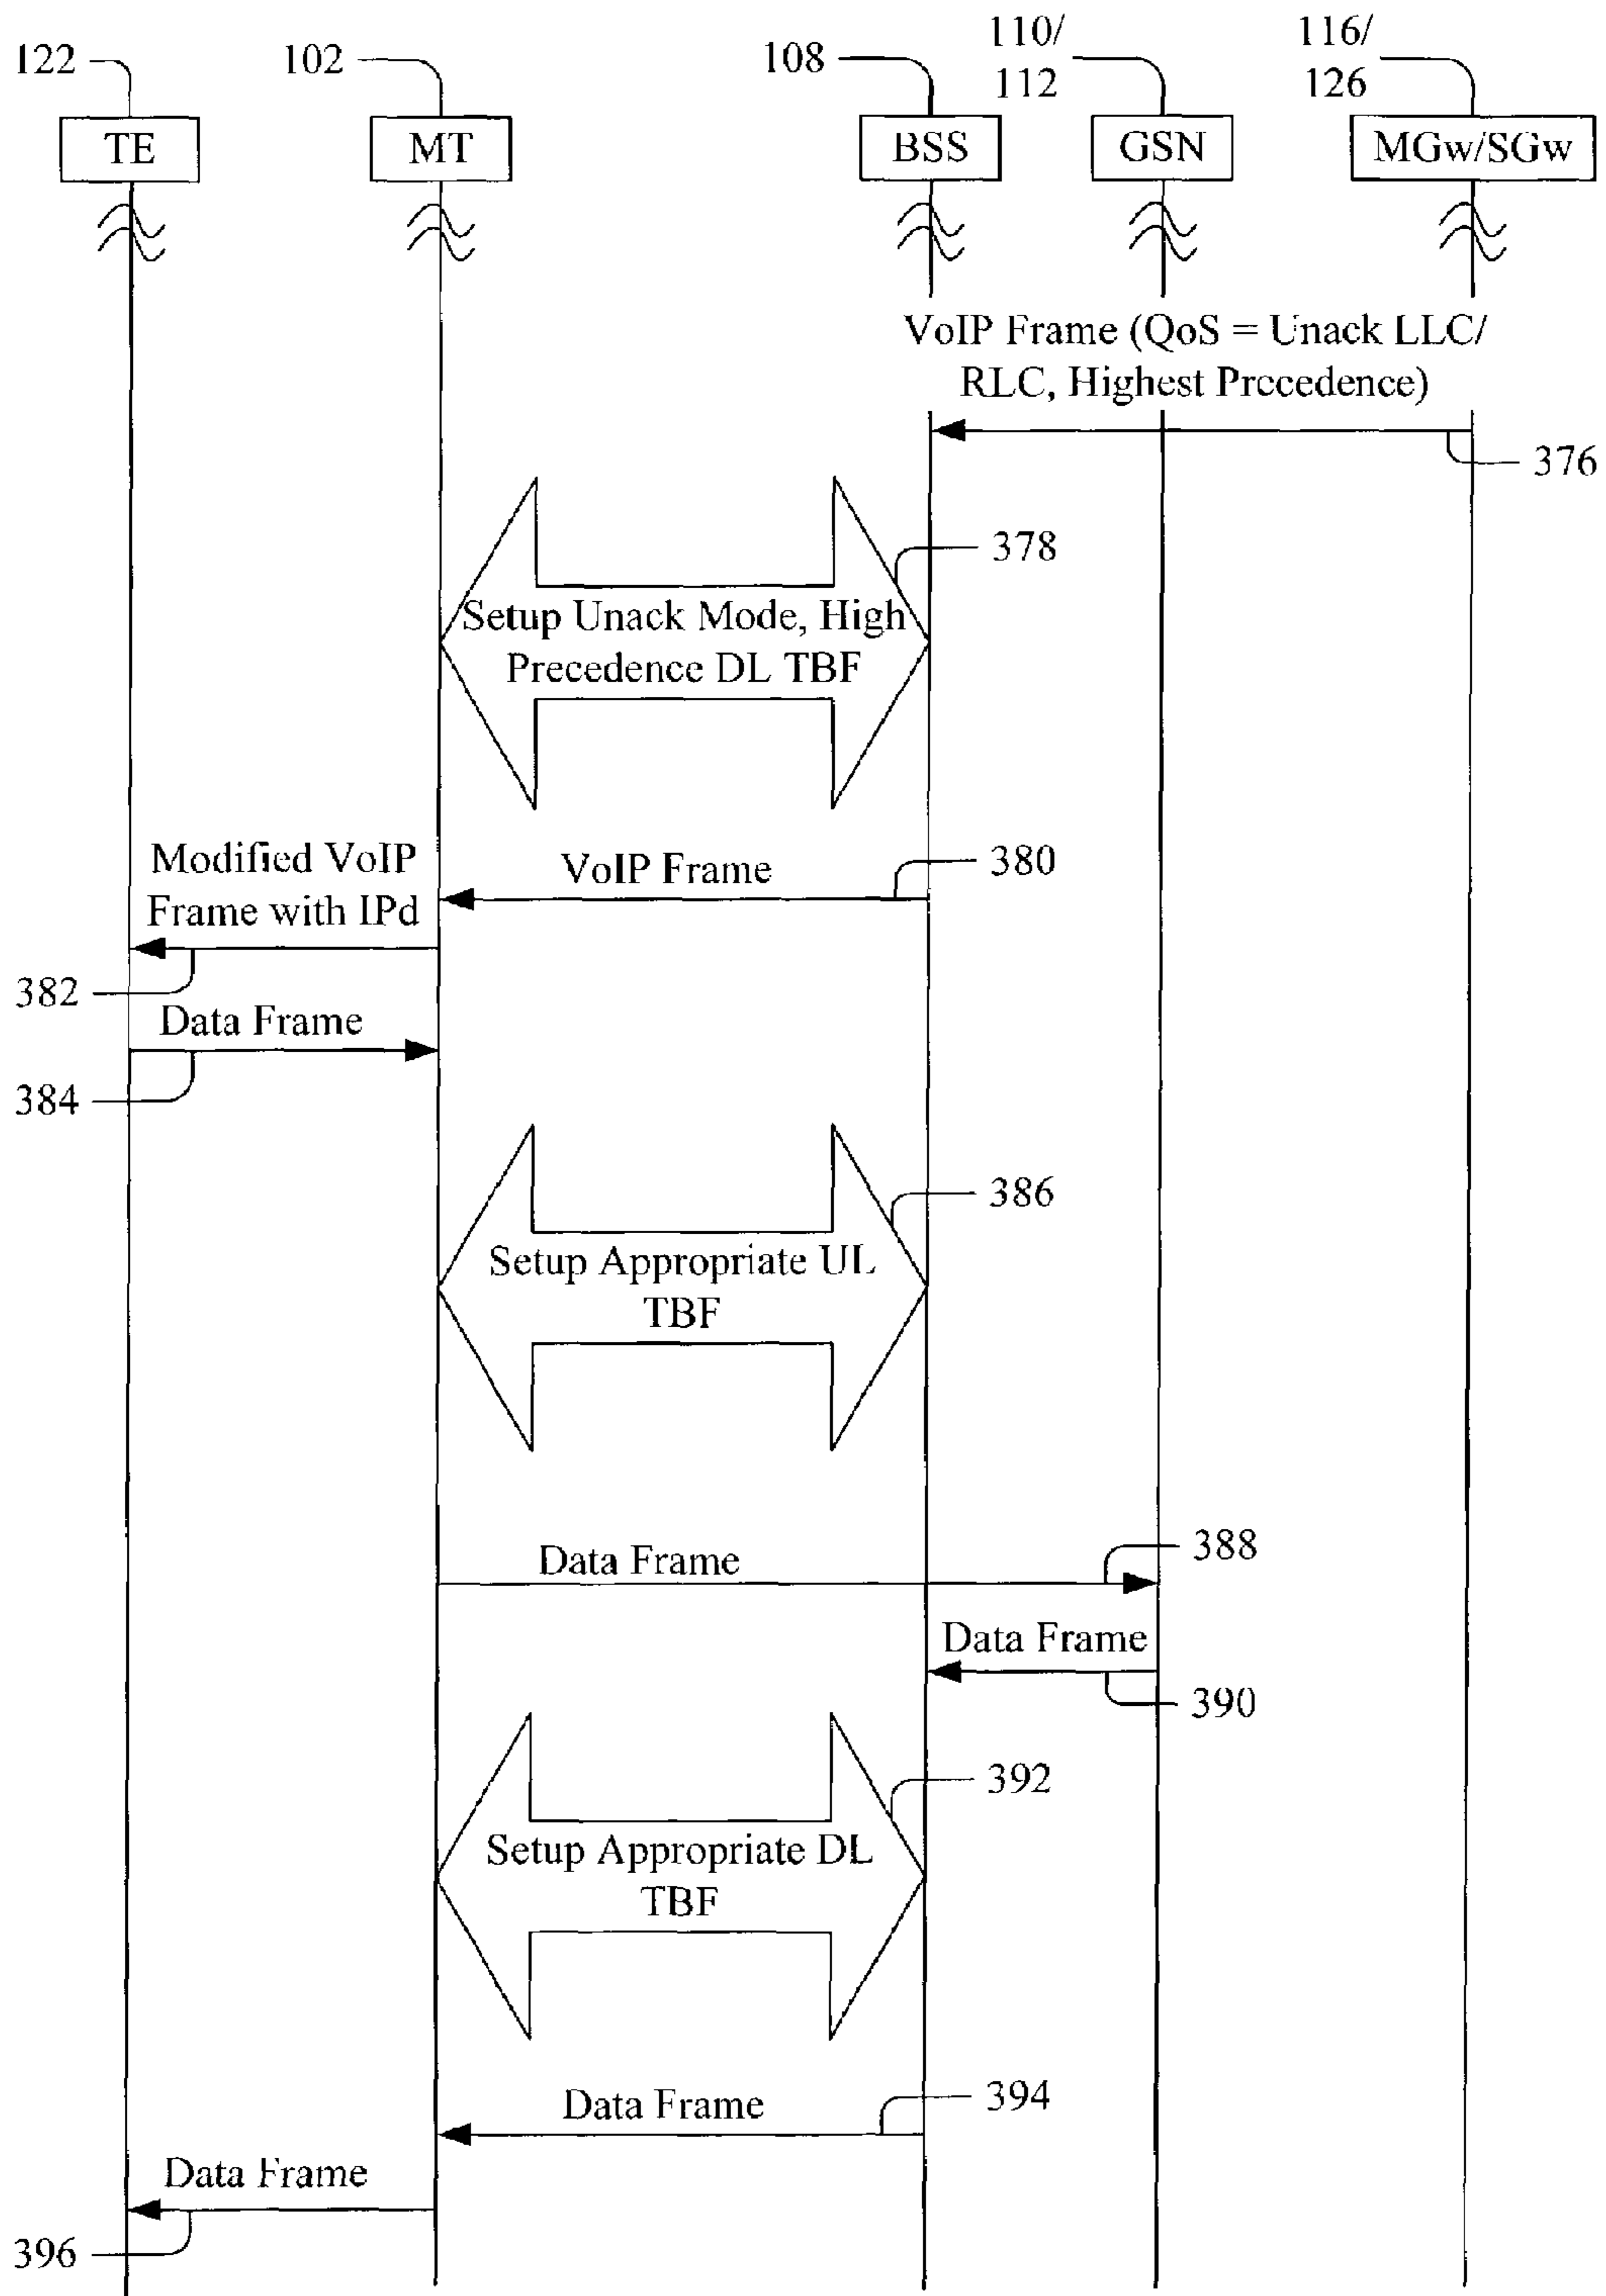 122
102
108
110/
112
116/
126
TE
MT
BSS
GSN
MGw/SGw
VoIP Frame (QoS = Unack LLC/
RLC, Highest Precedence)
376
378
Setup Unack Mode, High
Precedence DL TBF
Modified VoIP
Frame with IPd
VoIP Frame
380
382
Data Frame
384
386
Setup Appropriate UL
TBF
Data Frame
388
Data Frame
390
392
Setup Appropriate DL
TBF
Data Frame
394
Data Frame
396